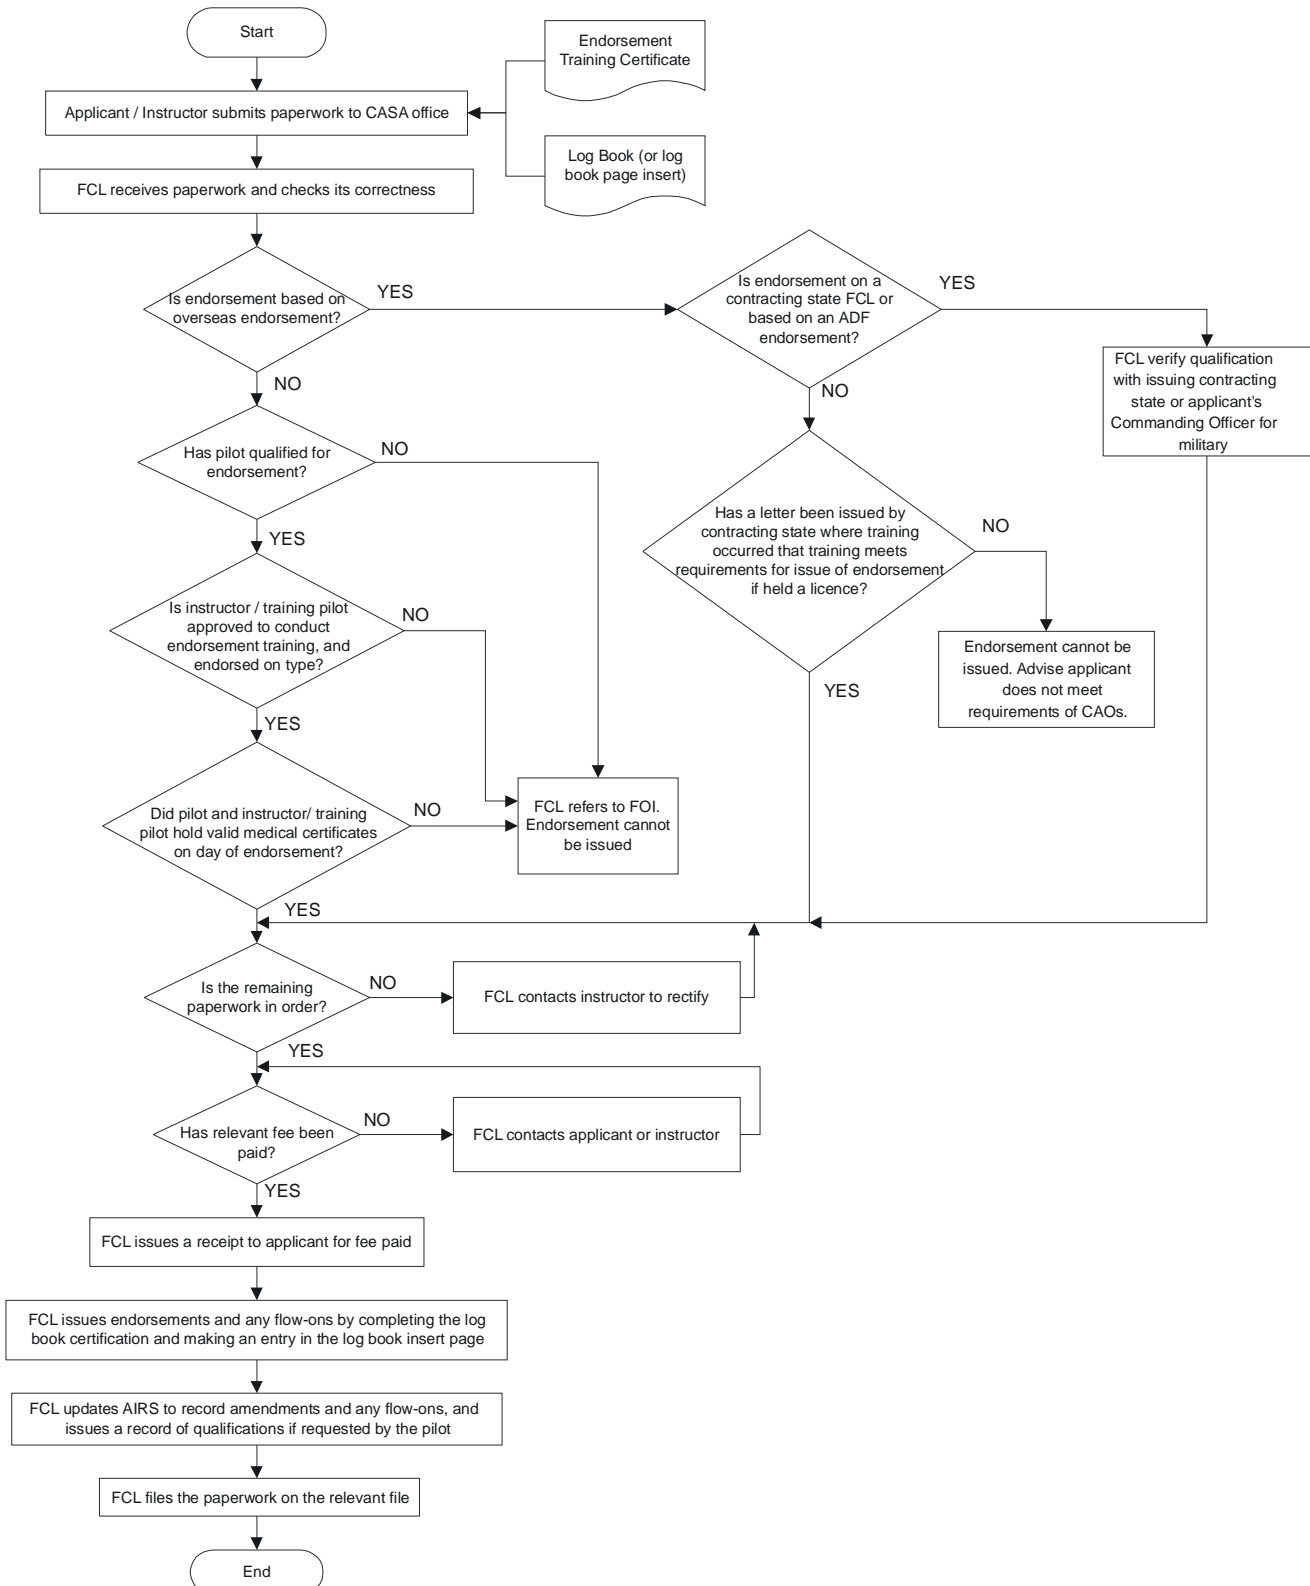 Start
Endorsement
Training Certificate
Applicant / Instructor submits paperwork to CASA office
Log Book (or log
book page insert)
FCL receives paperwork and checks its correctness
Is endorsement based on
overseas endorsement?
YES
Is endorsement on a
contracting state FCL or
based on an ADF
endorsement?
YES
FCL verify qualification
with issuing contracting
state or applicant's
Commanding Officer for
military
NO
NO
Has pilot qualified for
endorsement?
NO
Has a letter been issued by
contracting state where training
occurred that training meets
requirements for issue of endorsement
if held a licence?
NO
YES
Is instructor / training pilot
approved to conduct
endorsement training, and
endorsed on type?
NO
Endorsement cannot be
issued. Advise applicant
does not meet
requirements of CAOs.
YES
YES
Did pilot and instructor/ training
pilot hold valid medical certificates
on day of endorsement?
NO
FCL refers to FOI.
Endorsement cannot
be issued
YES
Is the remaining
paperwork in order?
NO
FCL contacts instructor to rectify
YES
Has relevant fee been
paid?
NO
FCL contacts applicant or instructor
YES
FCL issues a receipt to applicant for fee paid
FCL issues endorsements and any flow-ons by completing the log
book certification and making an entry in the log book insert page
FCL updates AIRS to record amendments and any flow-ons, and
issues a record of qualifications if requested by the pilot
FCL files the paperwork on the relevant file
End